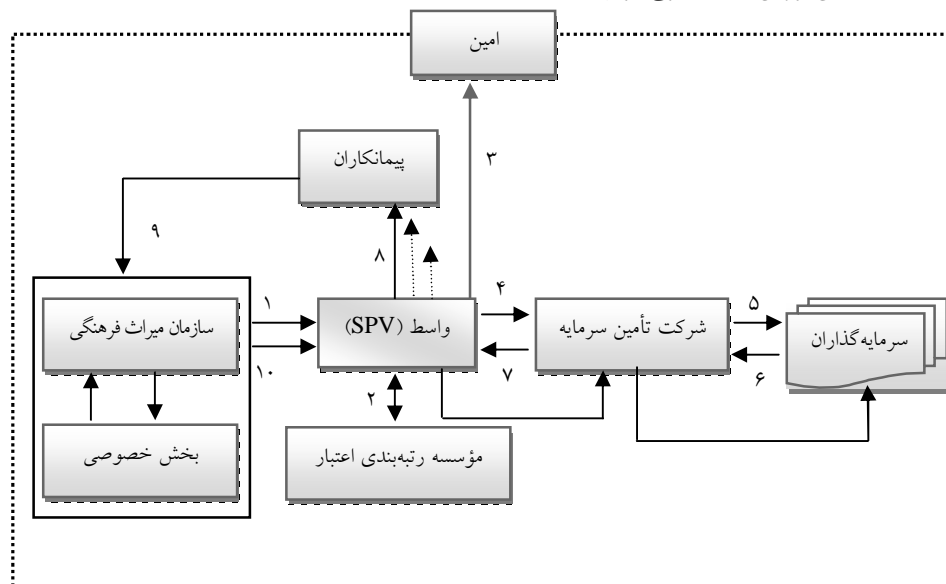 امین
۳
پیمانکاران
۹
۸
سازمان میراث فرهنگی
۱
واسط (SPV)
۴
شرکت تأمین سرمایه
۵
سرمایه‌گذاران
۱۰
۷
۶
۲
بخش خصوصی
مؤسسه رتبه‌بندی اعتبار